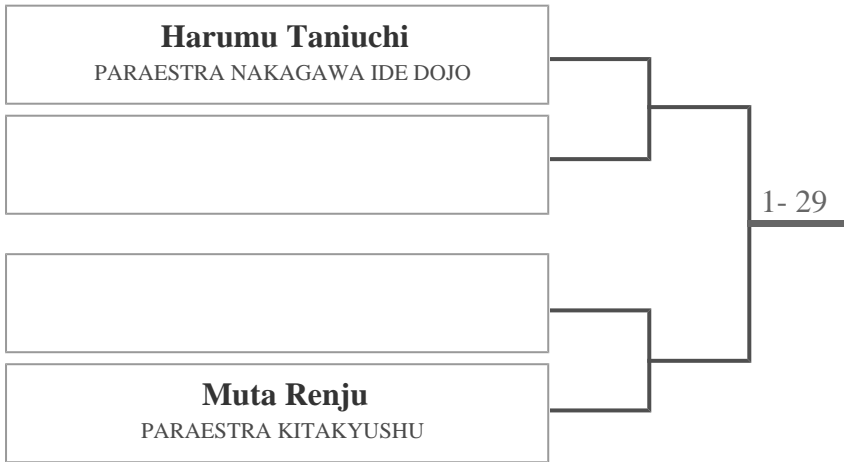 Harumu Taniuchi
PARAESTRA NAKAGAWA IDE DOJO
1- 29
Muta Renju
PARAESTRA KITAKYUSHU